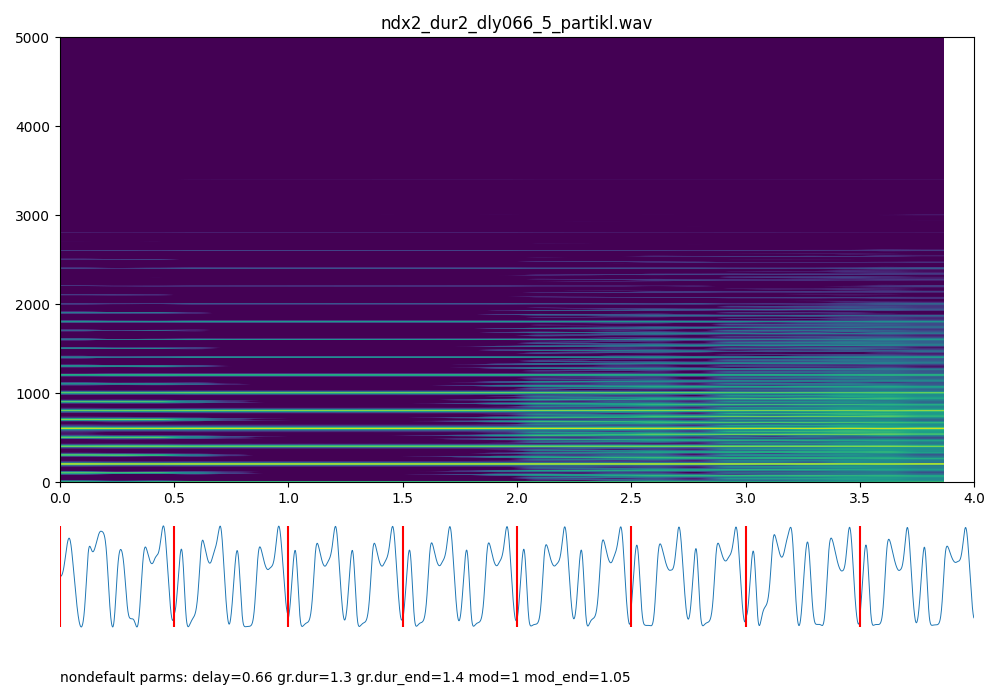 ndx2_dur2_dly066_5_partikl.wav
5000
4000
3000
2000
1000
0
0.0 0.5 1.0 1.5 2.0 2.5 3.0 3.5 4.0
nondefault parms: delay=0.66 gr.dur=1.3 gr.dur_end=1.4 mod=1 mod_end=1.05